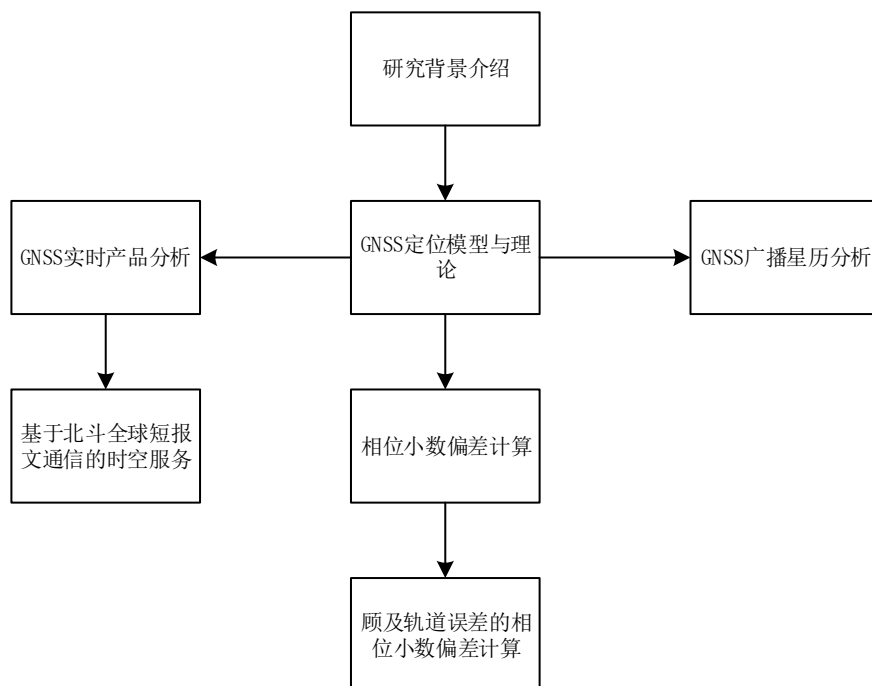 研究背景介绍
GNSS实时产品分析
GNSS定位模型与理
论
GNSS广播星历分析
基于北斗全球短报
文通信的时空服务
相位小数偏差计算
顾及轨道误差的相
位小数偏差计算